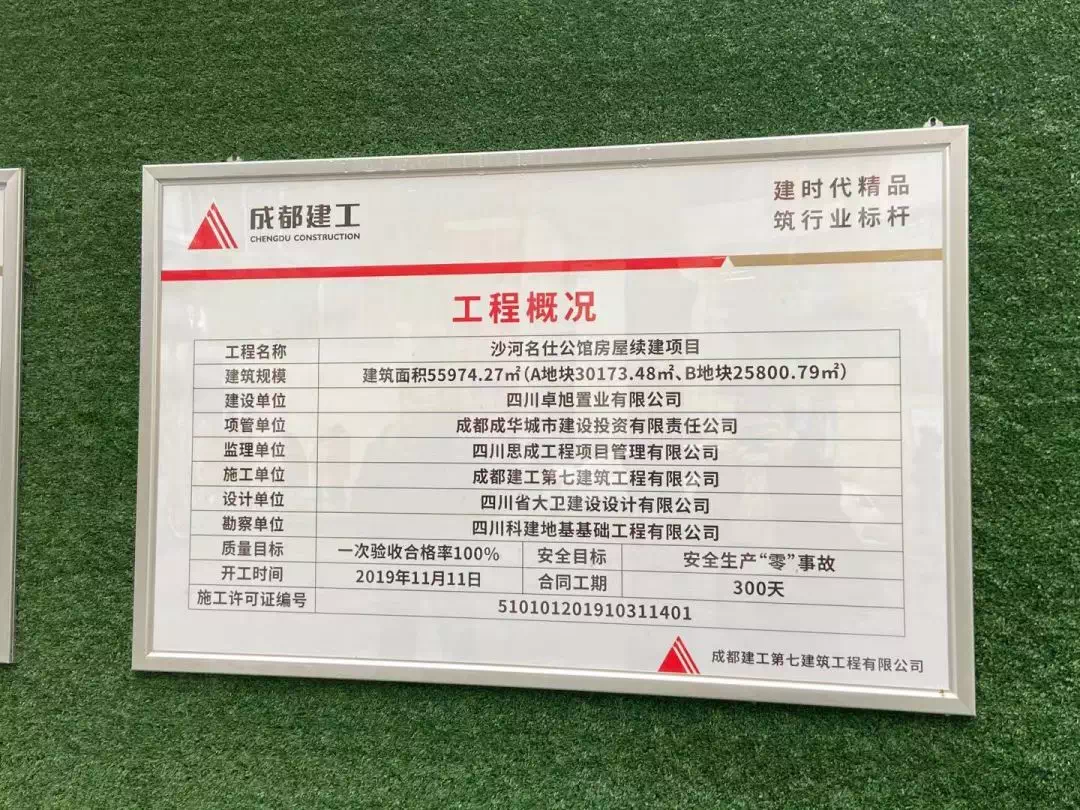 成都建工
CHENGDU CONSTRUCTION
建时代精品
筑行业标杆
工程概况
工程名称 沙河名仕公馆房屋续建项目
建筑规模 建筑面积55974.27㎡(A地块30173.48㎡、B地块25800.79㎡)
建设单位 四川卓旭置业有限公司
项管单位 成都成华城市建设投资有限责任公司
监理单位 四川思成工程项目管理有限公司
施工单位 成都建工第七建筑工程有限公司
设计单位 四川省大卫建设设计有限公司
勘察单位 四川科建地基基础工程有限公司
质量目标 一次验收合格率100% 安全目标 安全生产“零”事故
开工时间 2019年11月11日 合同工期 300天
施工许可证编号 510101201910311401
成都建工第七建筑工程有限公司